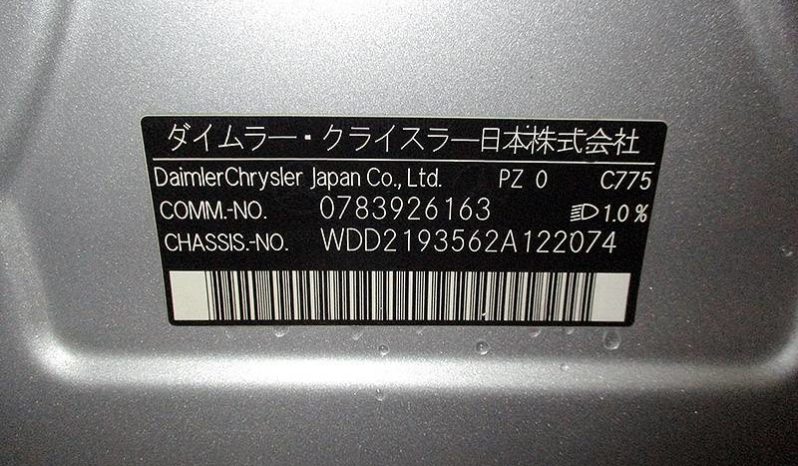 ダイムラー・クライスラー日本株式会社
DaimlerChrysler Japan Co., Ltd. PZ 0 C775
COMM.-NO. 0783926163 1.0%
CHASSIS.-NO. WDD2193562A122074